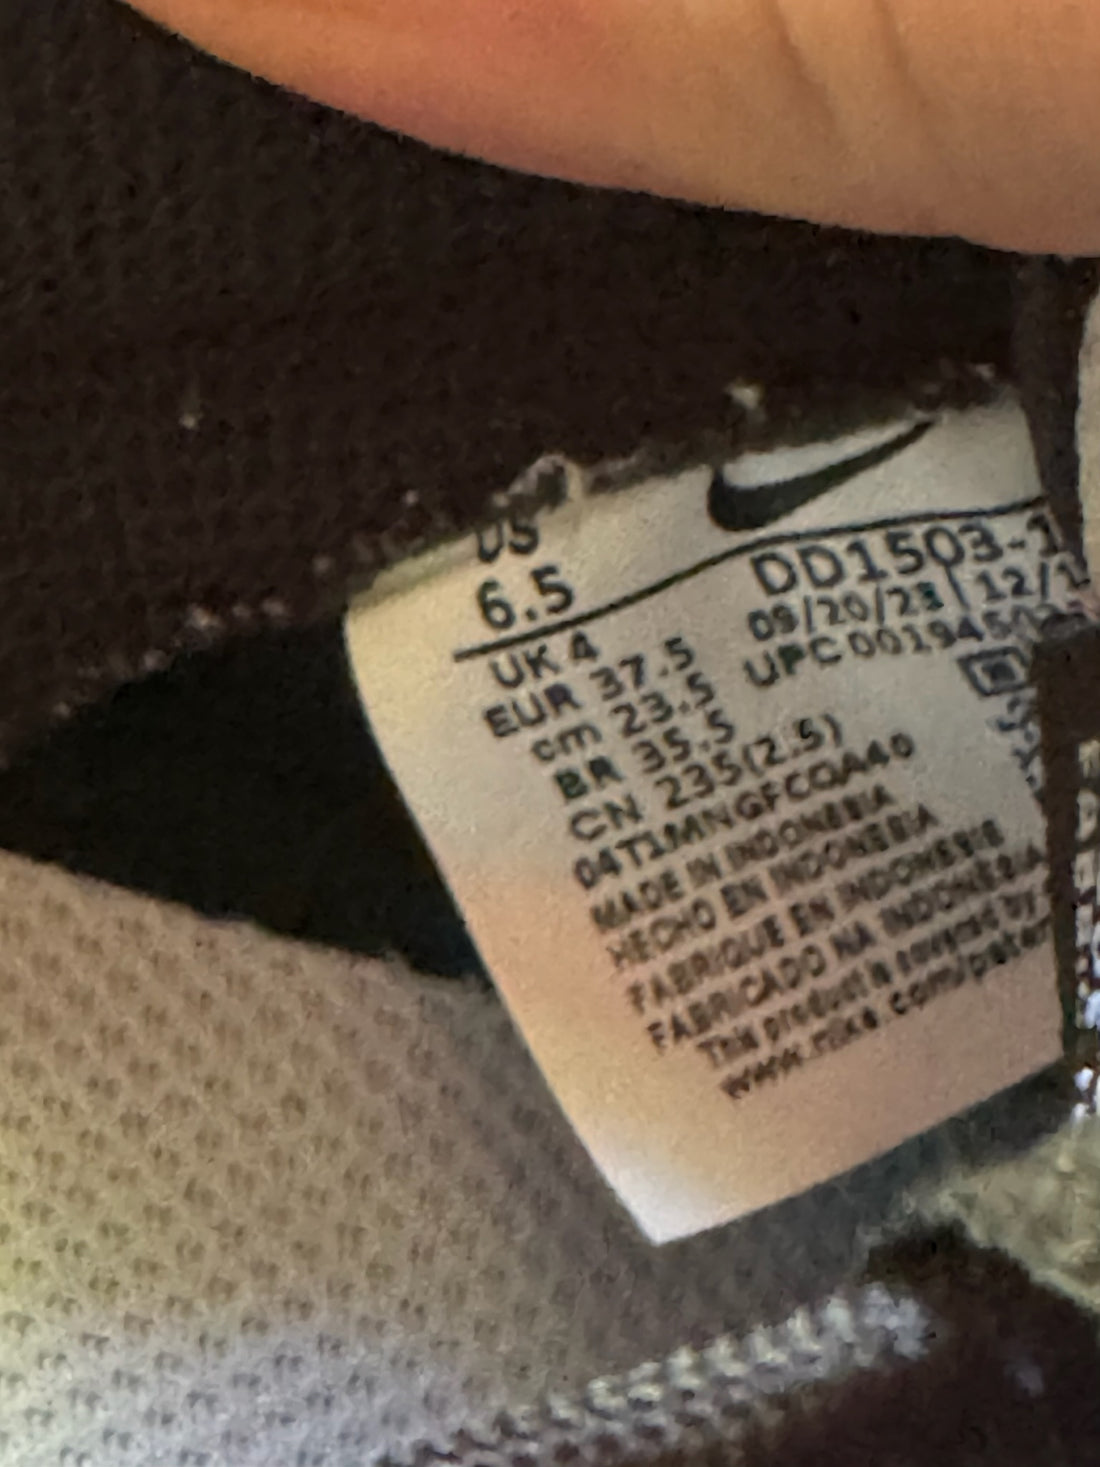 US
6.5
DD1503-1
09/20/23 | 12/1
UPC 00194502
UK 4
EUR 37.5
cm 23.5
BR 35.5
CN 235(2.5)
04T1MNGFCQA40
MADE IN INDONESIA
HECHO EN INDONESIA
FABRIQUE EN INDONESIE
FABRICADO NA INDONESIA
This product is covered by
www.nike.com/paten